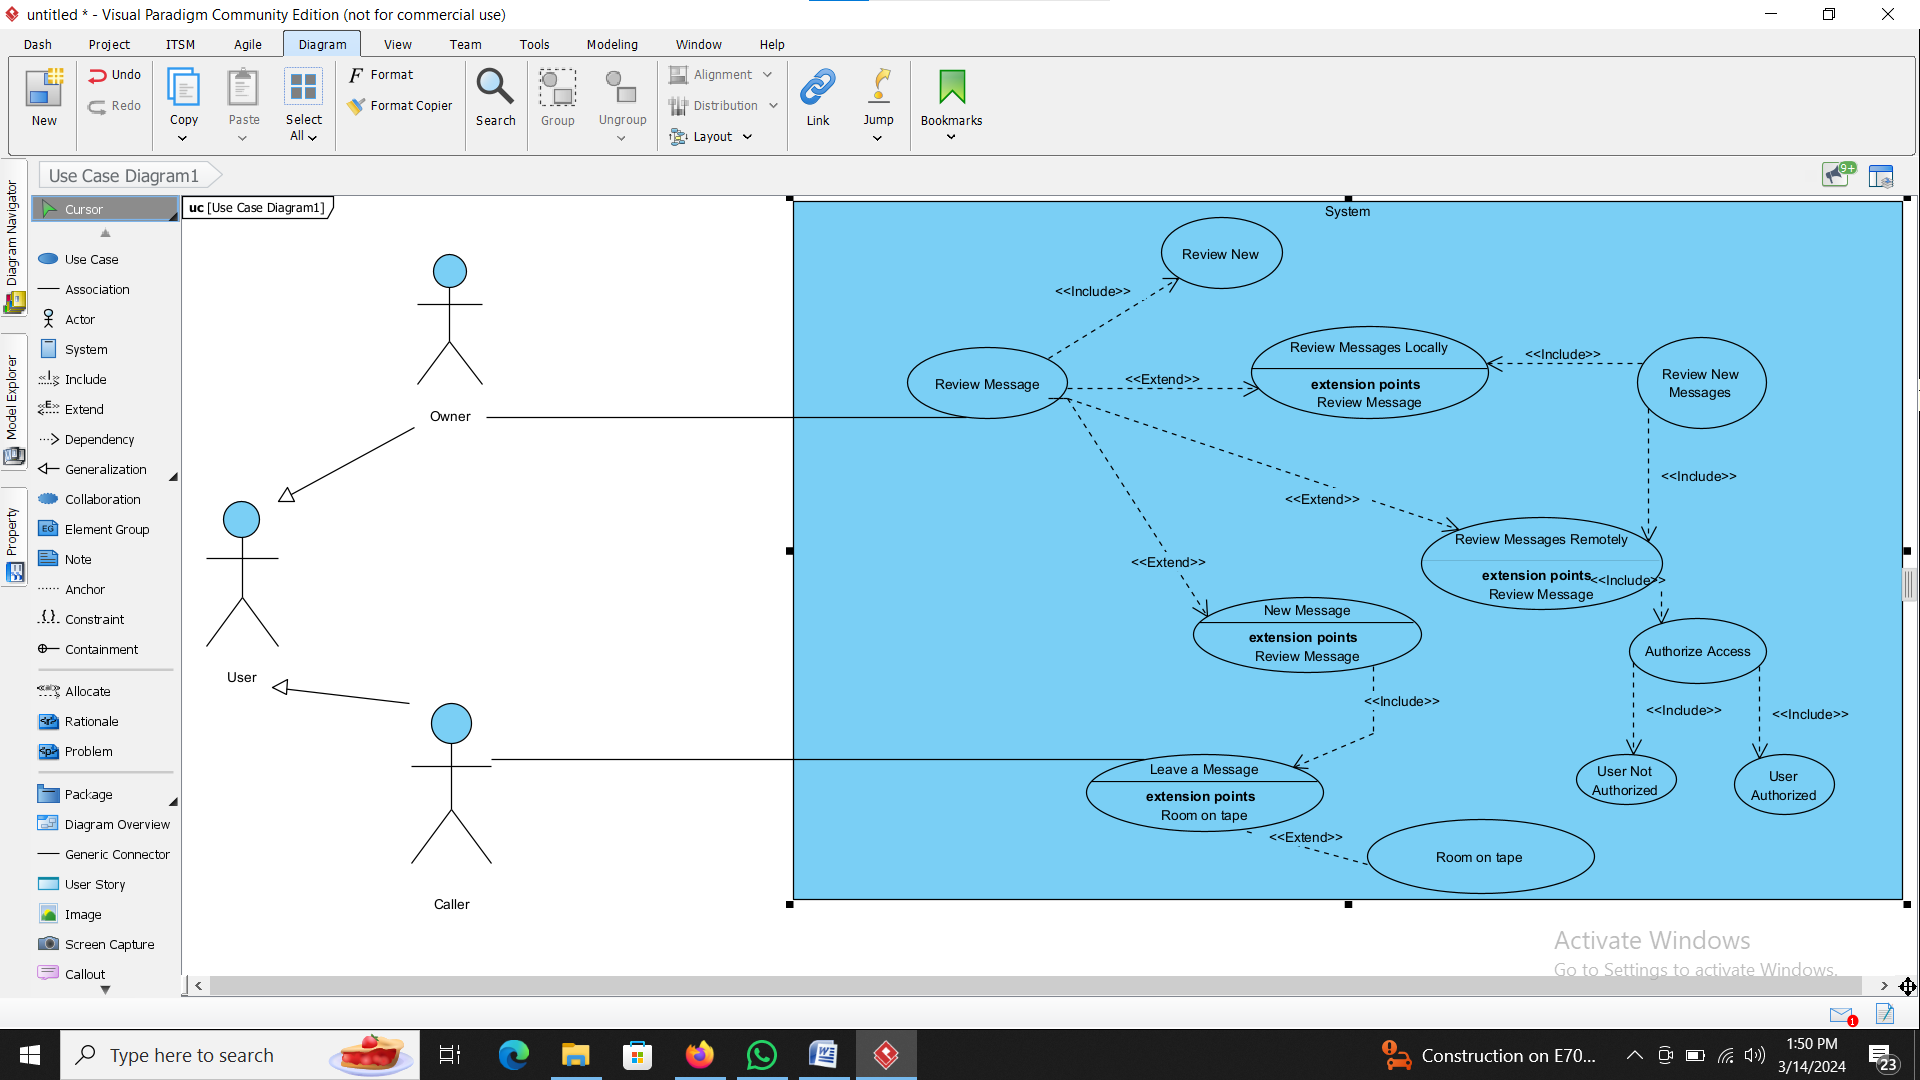 untitled * - Visual Paradigm Community Edition (not for commercial use)
Dash Project ITSM Agile Diagram View Team Tools Modeling Window Help
New
Undo
Redo
Copy
Paste
Select
All
Format
Format Copier
Search
Group
Ungroup
Alignment
Distribution
Layout
Link
Jump
Bookmarks
Use Case Diagram1
9+
Diagram Navigator
Model Explorer
Property
Cursor
Use Case
Association
Actor
System
Include
Extend
Dependency
Generalization
Collaboration
Element Group
Note
Anchor
Constraint
Containment
Allocate
Rationale
Problem
Package
Diagram Overview
Generic Connector
User Story
Image
Screen Capture
Callout
uc [Use Case Diagram1]
System
Owner
User
Caller
Review New
<<Include>>
Review Message
<<Extend>>
Review Messages Locally
extension points
Review Message
<<Include>>
Review New
Messages
<<Extend>>
<<Include>>
<<Extend>>
Review Messages Remotely
extension points
Review Message
<<Include>>
New Message
extension points
Review Message
Authorize Access
<<Include>>
<<Include>>
<<Include>>
Leave a Message
extension points
Room on tape
User Not
Authorized
User
Authorized
<<Extend>>
Room on tape
Activate Windows
Go to Settings to activate Windows.
1
Type here to search
Construction on E70...
1:50 PM
3/14/2024
23